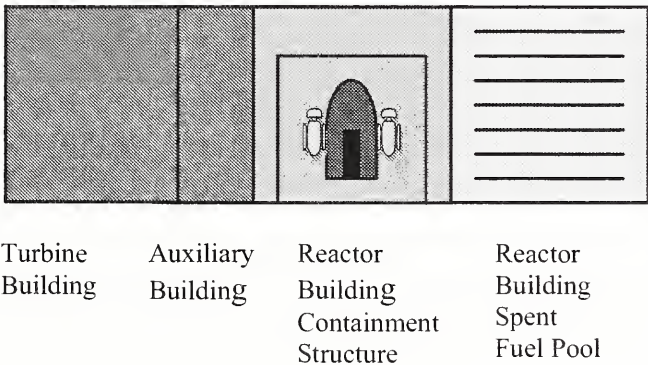 Turbine
Building
Auxiliary
Building
Reactor
Building
Containment
Structure
Reactor
Building
Spent
Fuel Pool